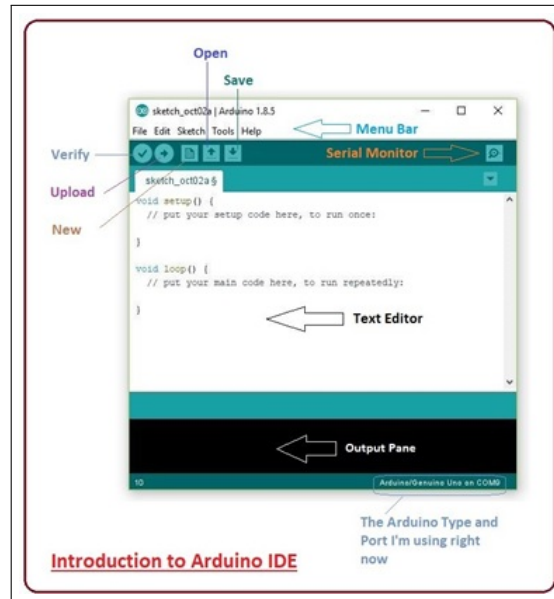 Open
Save
sketch_oct02a | Arduino 1.8.5
File Edit Sketch Tools Help
Menu Bar
Verify
Serial Monitor
sketch_oct02a §
Upload
New
void setup() {
// put your setup code here, to run once:
}
void loop() {
// put your main code here, to run repeatedly:
}
Text Editor
Output Pane
10
Arduino/Genuino Uno on COM9
The Arduino Type and
Port I'm using right
now
Introduction to Arduino IDE